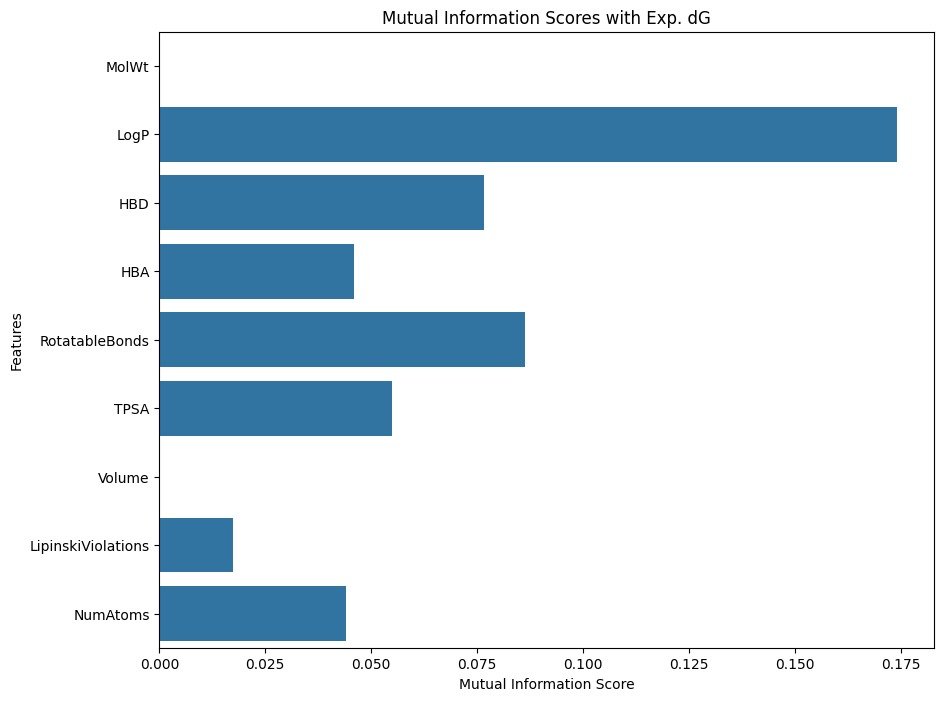 Mutual Information Scores with Exp. dG
MolWt
LogP
HBD
HBA
RotatableBonds
TPSA
Volume
LipinskiViolations
NumAtoms
Features
0.000 0.025 0.050 0.075 0.100 0.125 0.150 0.175
Mutual Information Score